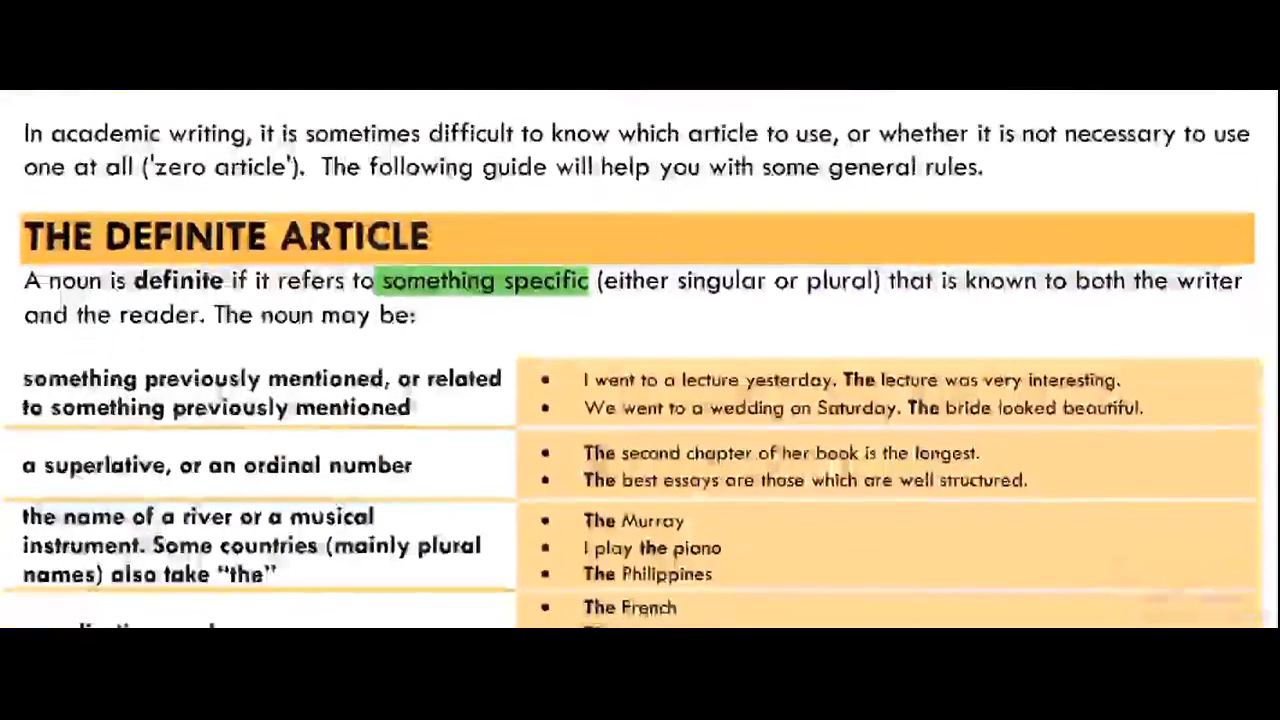 In academic writing, it is sometimes difficult to know which article to use, or whether it is not necessary to use
one at all ('zero article').  The following guide will help you with some general rules.
THE DEFINITE ARTICLE
A noun is definite if it refers to something specific (either singular or plural) that is known to both the writer
and the reader. The noun may be:
something previously mentioned, or related
to something previously mentioned
• I went to a lecture yesterday. The lecture was very interesting.
• We went to a wedding on Saturday. The bride looked beautiful.
a superlative, or an ordinal number
• The second chapter of her book is the longest.
• The best essays are those which are well structured.
the name of a river or a musical
instrument. Some countries (mainly plural
names) also take "the"
• The Murray
• I play the piano
• The Philippines
• The French